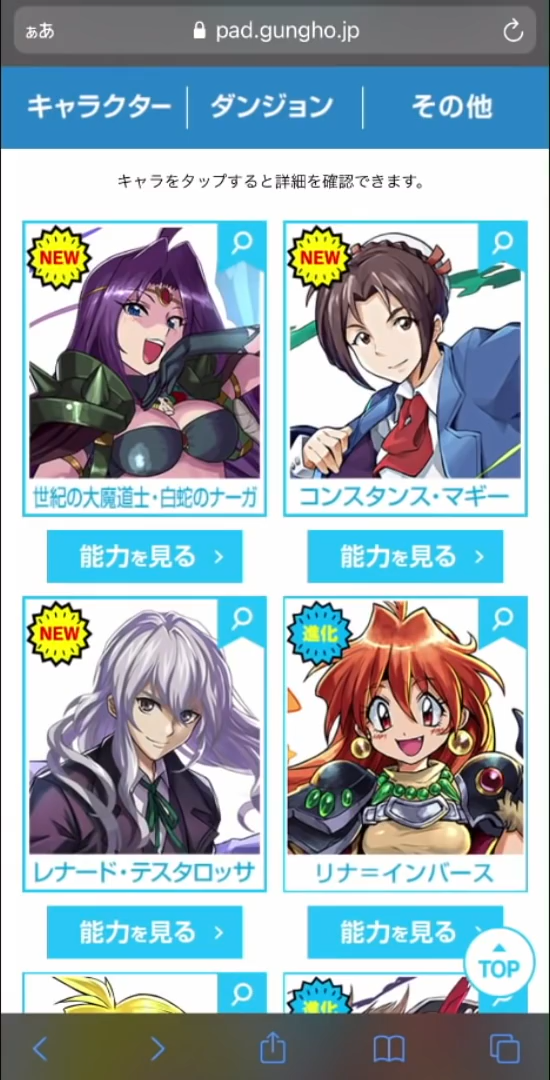 ぁあ pad.gungho.jp
キャラクター ダンジョン その他
キャラをタップすると詳細を確認できます。
NEW
世紀の大魔道士・白蛇のナーガ
能力を見る
NEW
コンスタンス・マギー
能力を見る
NEW
レナード・テスタロッサ
能力を見る
進化
リナ=インバース
能力を見る
TOP
進化